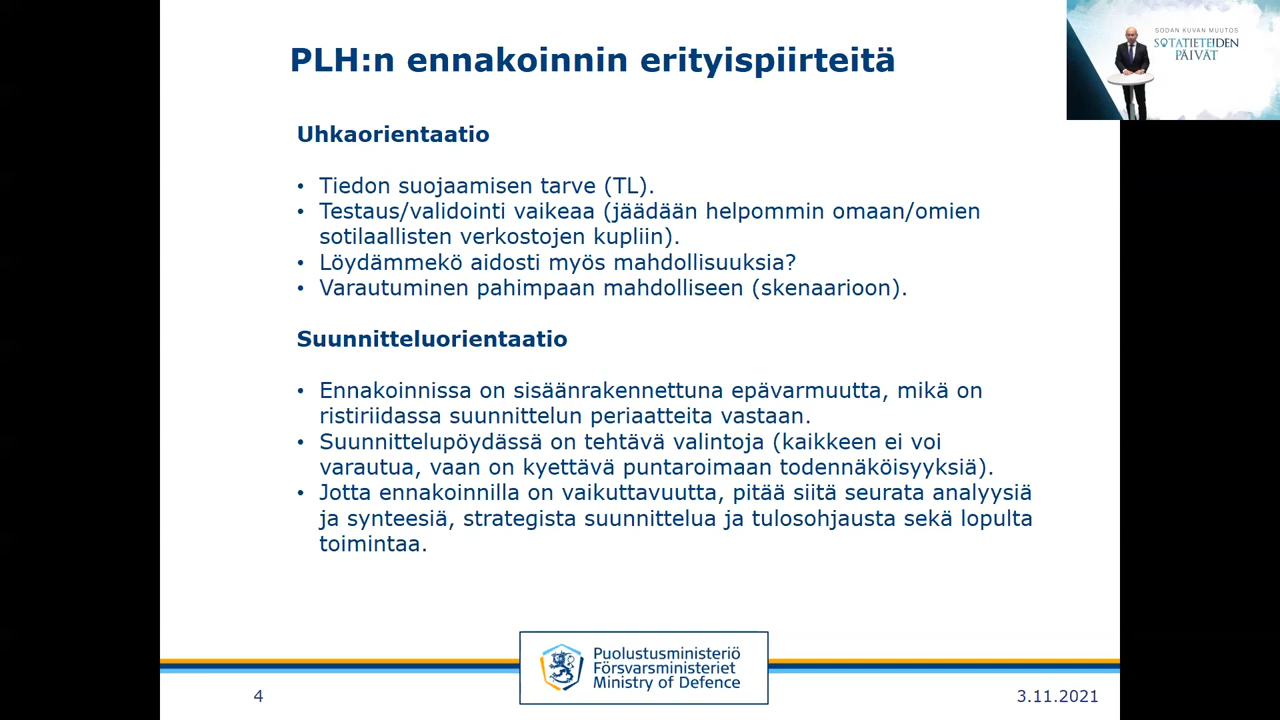 PLH:n ennakoinnin erityispiirteitä
SODAN KUVAN MUUTOS
SOTATIETEIDEN
PÄIVÄT
Uhkaorientaatio
• Tiedon suojaamisen tarve (TL).
• Testaus/validointi vaikeaa (jäädään helpommin omaan/omien
sotilaallisten verkostojen kupliin).
• Löydämmekö aidosti myös mahdollisuuksia?
• Varautuminen pahimpaan mahdolliseen (skenaarioon).
Suunnitteluorientaatio
• Ennakoinnissa on sisäänrakennettuna epävarmuutta, mikä on
ristiriidassa suunnittelun periaatteita vastaan.
• Suunnittelupöydässä on tehtävä valintoja (kaikkeen ei voi
varautua, vaan on kyettävä puntaroimaan todennäköisyyksiä).
• Jotta ennakoinnilla on vaikuttavuutta, pitää siitä seurata analyysiä
ja synteesiä, strategista suunnittelua ja tulosohjausta sekä lopulta
toimintaa.
Puolustusministeriö
Försvarsministeriet
Ministry of Defence
4
3.11.2021